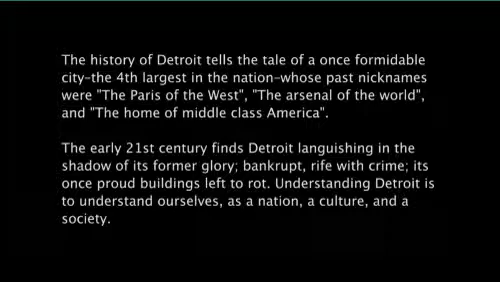 The history of Detroit tells the tale of a once formidable
city–the 4th largest in the nation–whose past nicknames
were "The Paris of the West", "The arsenal of the world",
and "The home of middle class America".
The early 21st century finds Detroit languishing in the
shadow of its former glory; bankrupt, rife with crime; its
once proud buildings left to rot. Understanding Detroit is
to understand ourselves, as a nation, a culture, and a
society.